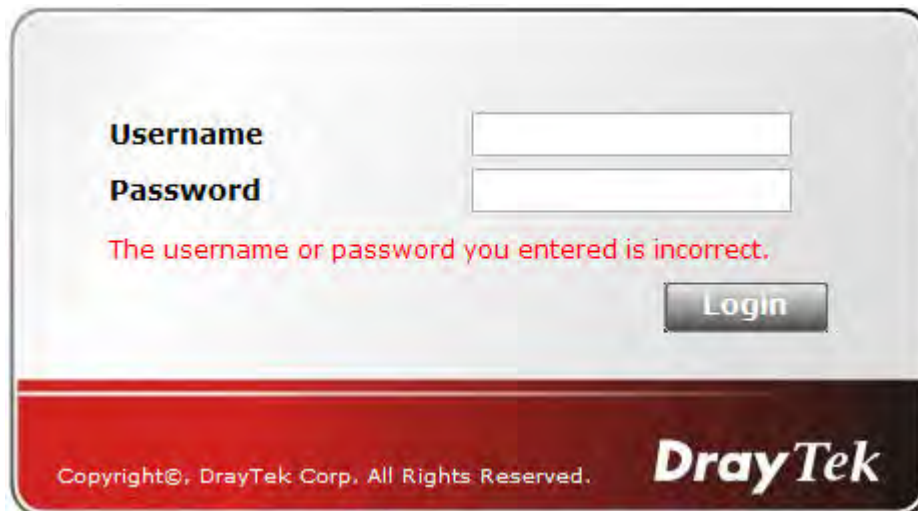 Username
Password
The username or password you entered is incorrect.
Login
Copyright©, DrayTek Corp. All Rights Reserved.
DrayTek